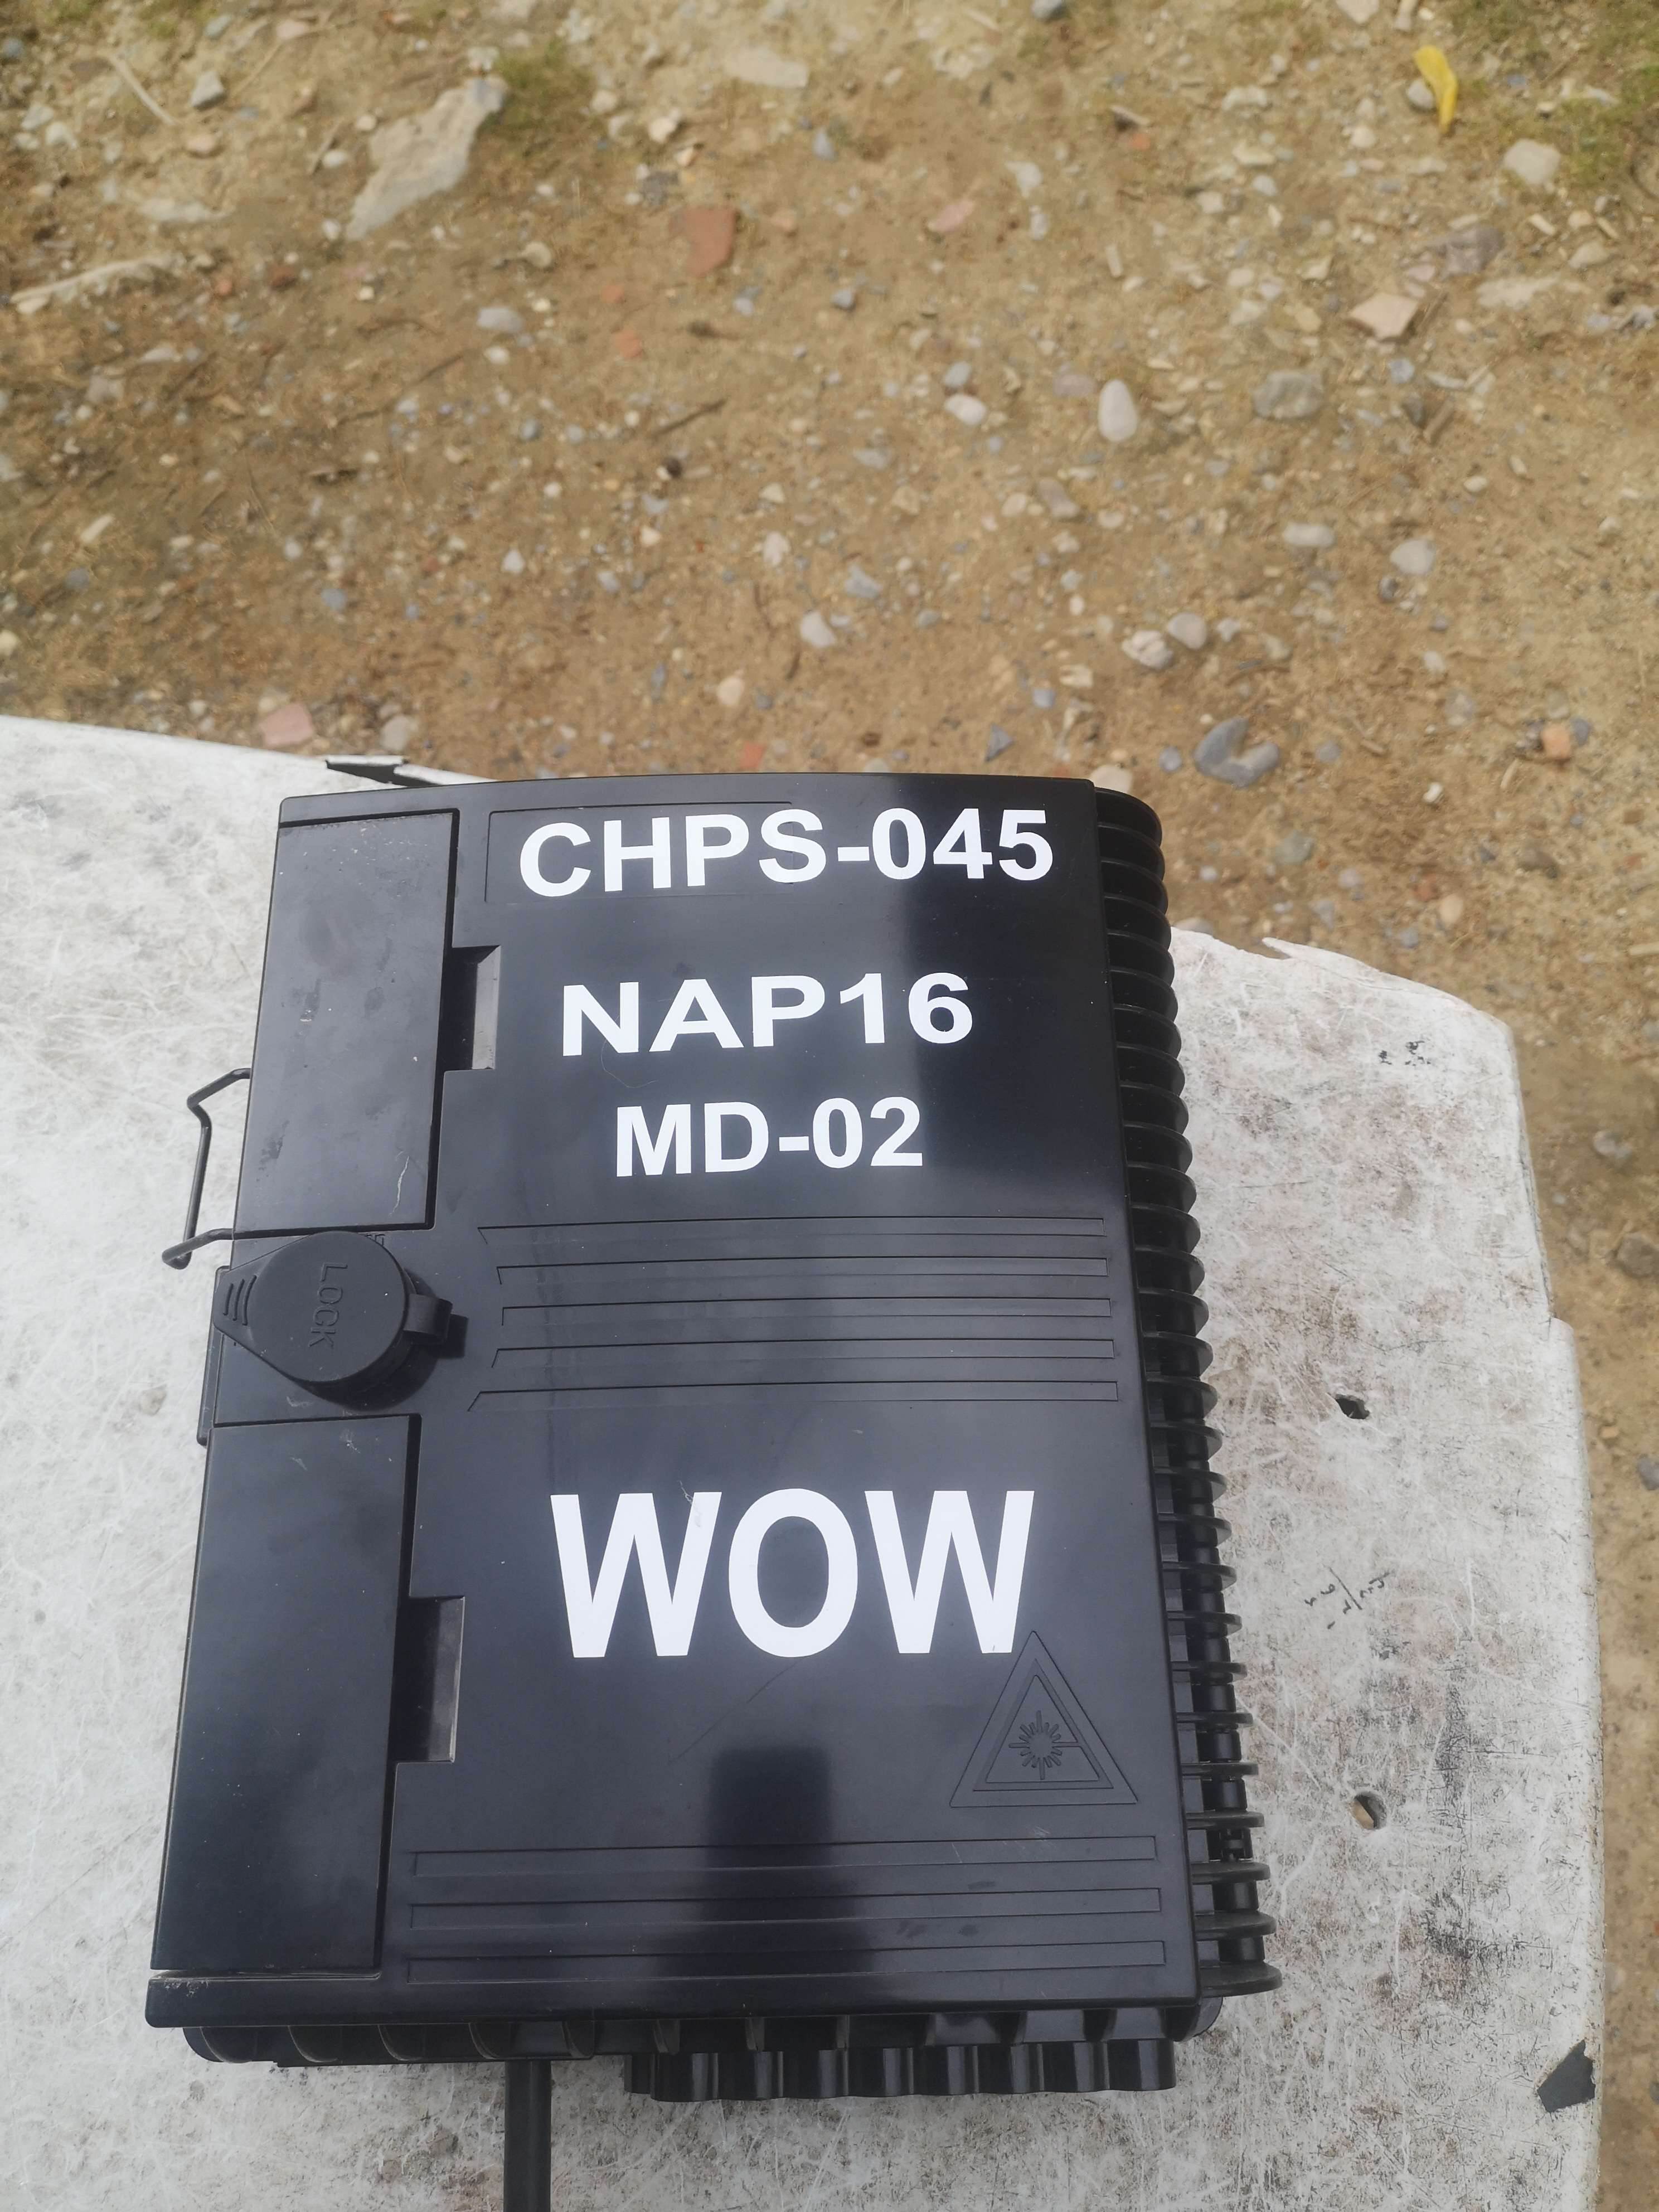 CHPS-045
NAP16
MD-02
LOCK
WOW